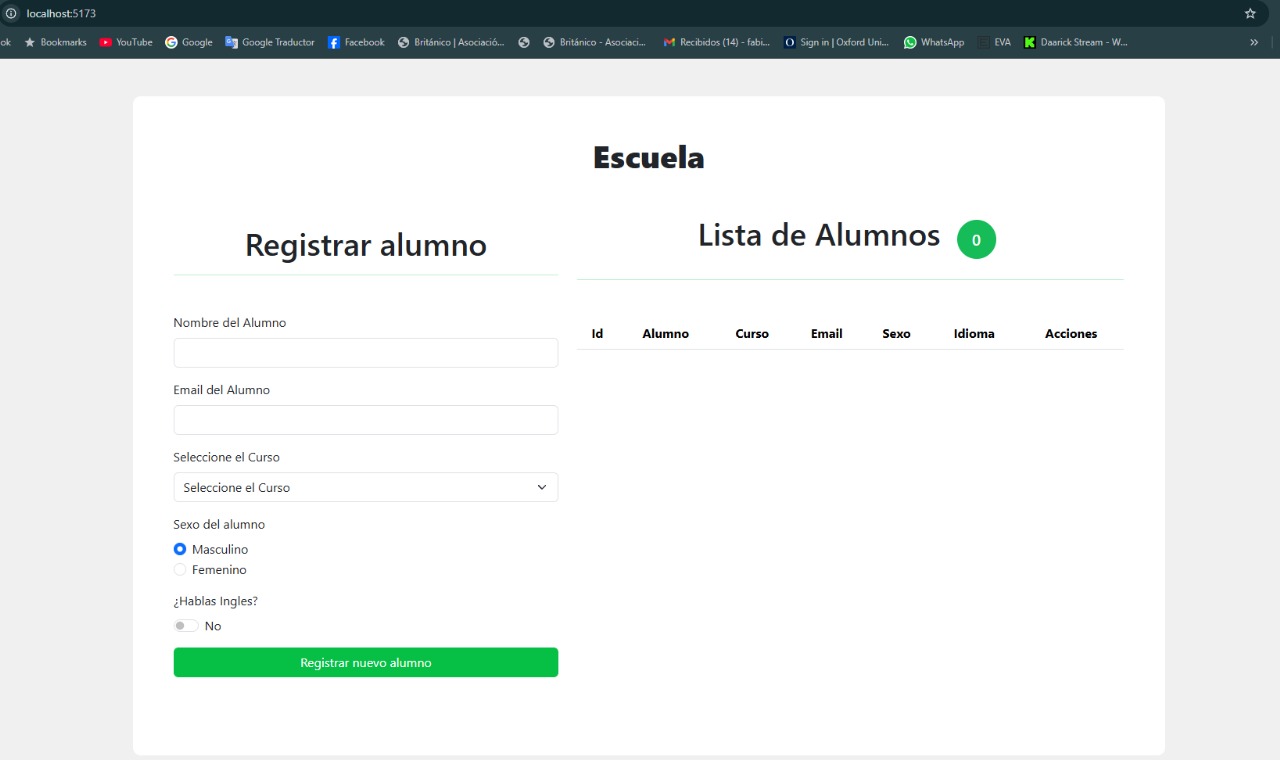 localhost:5173
ok Bookmarks YouTube Google Google Traductor Facebook Británico | Asociació... Británico - Asociaci... Recibidos (14) - fabi... Sign in | Oxford Uni... WhatsApp EVA Daarick Stream - W... »
Escuela
Registrar alumno
Nombre del Alumno
Email del Alumno
Seleccione el Curso
Seleccione el Curso
Sexo del alumno
Masculino
Femenino
¿Hablas Ingles?
No
Registrar nuevo alumno
Lista de Alumnos 0
Id Alumno Curso Email Sexo Idioma Acciones